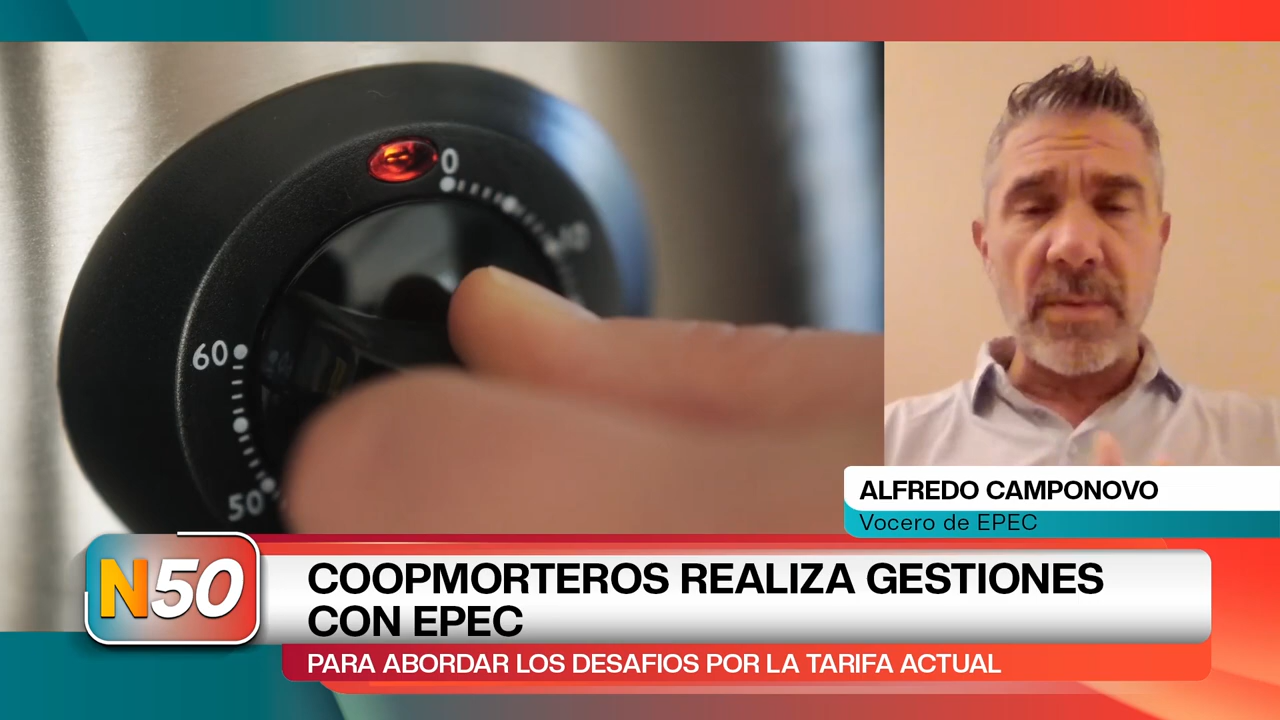 0
10
60
50
ALFREDO CAMPONOVO
Vocero de EPEC
N50
COOPMORTEROS REALIZA GESTIONES
CON EPEC
PARA ABORDAR LOS DESAFIOS POR LA TARIFA ACTUAL